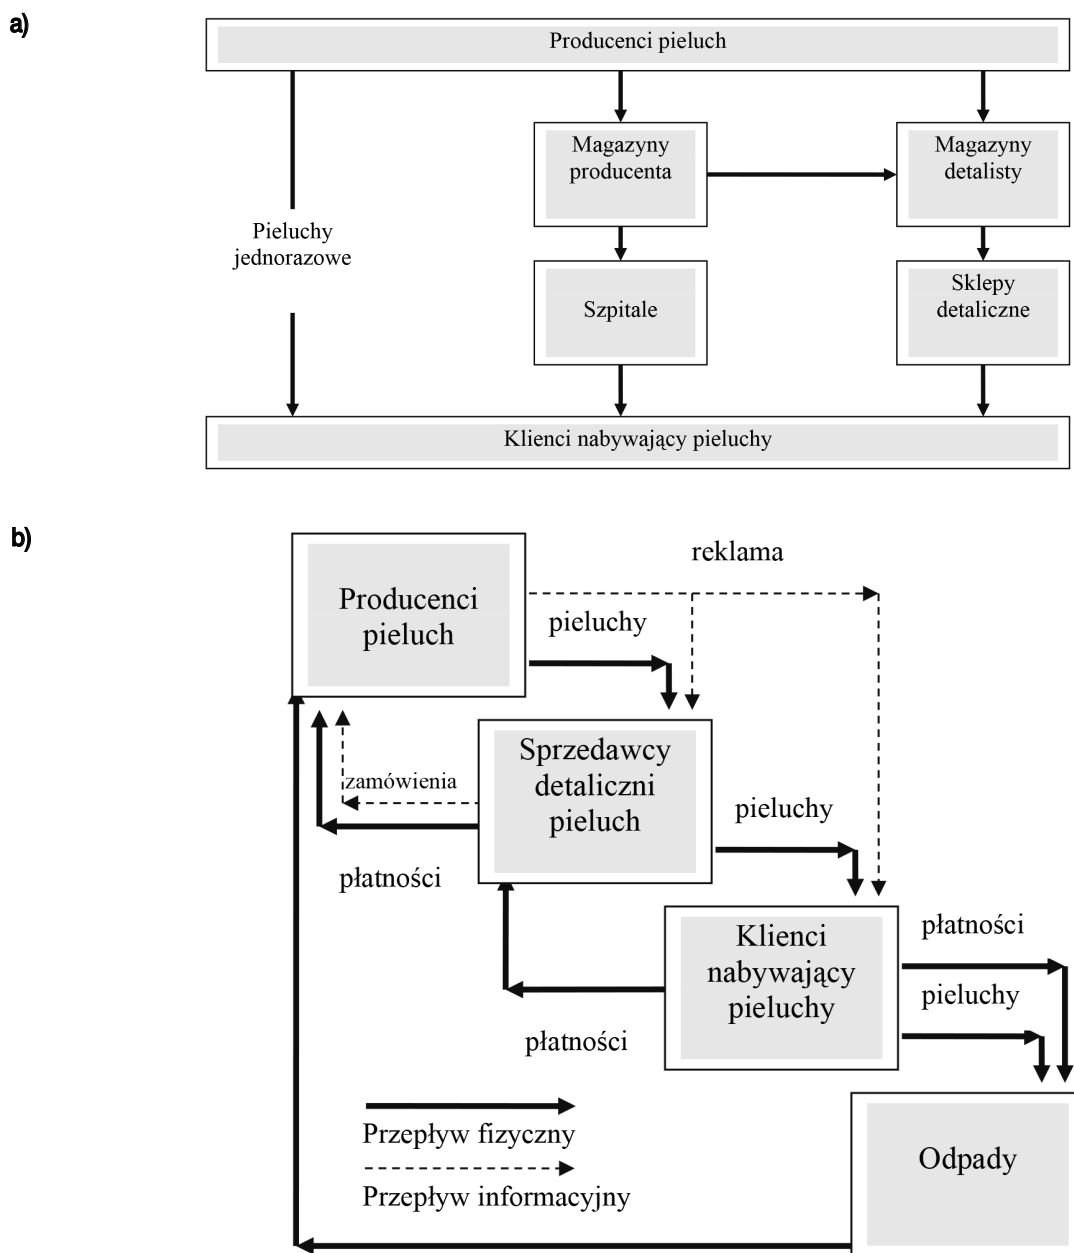 a)
Producenci pieluch
Magazyny
producenta
Magazyny
detalisty
Pieluchy
jednorazowe
Szpitale
Sklepy
detaliczne
Klienci nabywający pieluchy
b)
reklama
Producenci
pieluch
pieluchy
Sprzedawcy
detaliczni
pieluch
zamówienia
pieluchy
płatności
Klienci
nabywający
pieluchy
płatności
pieluchy
płatności
Przepływ fizyczny
Przepływ informacyjny
Odpady